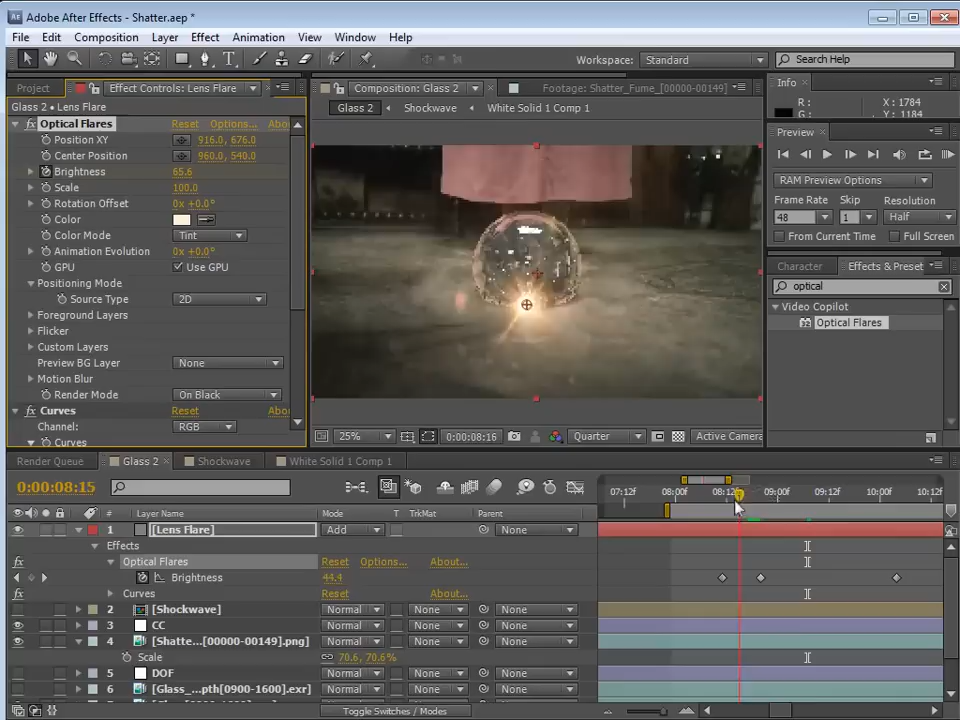 Adobe After Effects - Shatter.aep *
File Edit Composition Layer Effect Animation View Window Help
Workspace: Standard Search Help
Project Effect Controls: Lens Flare Composition: Glass 2 Footage: Shatter_Fume_[00000-00149] Info
Glass 2 • Lens Flare Glass 2 Shockwave White Solid 1 Comp 1
R : X : 1784
G : Y : 1184
Optical Flares Reset Options... Abo
Position XY 916.0, 676.0
Center Position 960.0, 540.0
Brightness 65.6
Scale 100.0
Rotation Offset 0x +0.0°
Color
Color Mode Tint
Animation Evolution 0x +0.0°
GPU Use GPU
Positioning Mode
Source Type 2D
Foreground Layers
Flicker
Custom Layers
Preview BG Layer None
Motion Blur
Render Mode On Black
Curves Reset Abo
Channel: RGB
Curves
Preview
RAM Preview Options
Frame Rate Skip Resolution
48 1 Half
From Current Time Full Screen
Character Effects & Preset
optical
Video Copilot
Optical Flares
25% 0:00:08:16 Quarter Active Camera
Render Queue Glass 2 Shockwave White Solid 1 Comp 1
0:00:08:15
07:12f 08:00f 08:12f 09:00f 09:12f 10:00f 10:12f
# Layer Name Mode T TrkMat Parent
1 [Lens Flare] Add None
Effects
Optical Flares Reset Options... About...
Brightness 44.4
Curves Reset About...
2 [Shockwave] Normal None None
3 CC Normal None None
4 [Shatte...[00000-00149].png] Normal None None
Scale 70.6, 70.6%
5 DOF Normal None None
6 [Glass_...pth[0900-1600].exr] Normal None None
Toggle Switches / Modes